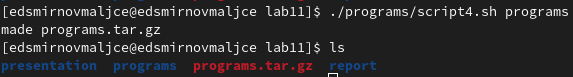 [edsmirnovmaljce@edsmirnovmaljce lab11]$ ./programs/script4.sh programs
made programs.tar.gz
[edsmirnovmaljce@edsmirnovmaljce lab11]$ ls
presentation  programs  programs.tar.gz  report